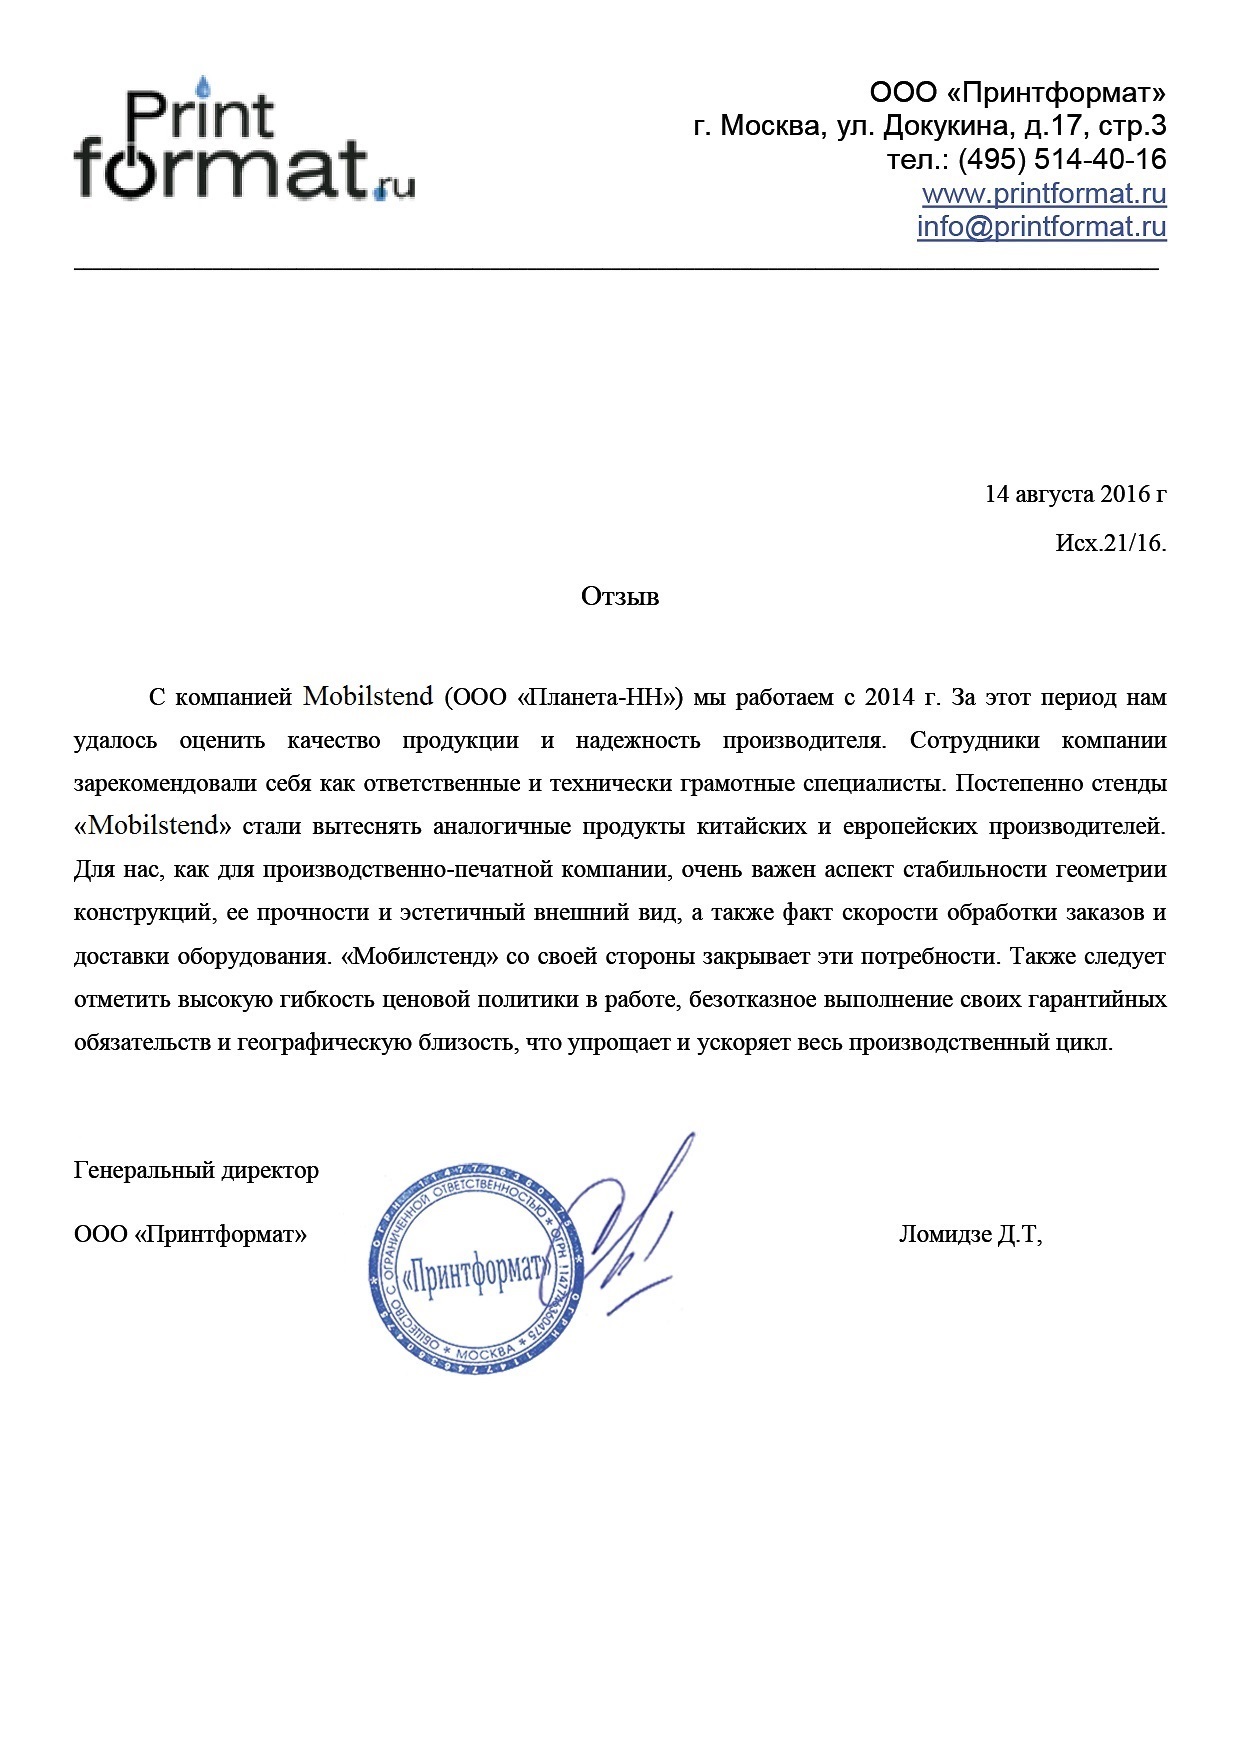 Print
format.ru
ООО «Принтформат»
г. Москва, ул. Докукина, д.17, стр.3
тел.: (495) 514-40-16
www.printformat.ru
info@printformat.ru
14 августа 2016 г
Исх.21/16.
Отзыв
С компанией Mobilstend (ООО «Планета-НН») мы работаем с 2014 г. За этот период нам
удалось оценить качество продукции и надежность производителя. Сотрудники компании
зарекомендовали себя как ответственные и технически грамотные специалисты. Постепенно стенды
«Mobilstend» стали вытеснять аналогичные продукты китайских и европейских производителей.
Для нас, как для производственно-печатной компании, очень важен аспект стабильности геометрии
конструкций, ее прочности и эстетичный внешний вид, а также факт скорости обработки заказов и
доставки оборудования. «Мобилстенд» со своей стороны закрывает эти потребности. Также следует
отметить высокую гибкость ценовой политики в работе, безотказное выполнение своих гарантийных
обязательств и географическую близость, что упрощает и ускоряет весь производственный цикл.
Генеральный директор
ООО «Принтформат»
Ломидзе Д.Т,
* ОГРН 1147746360475 * ОГРН 1147746360475
ОБЩЕСТВО С ОГРАНИЧЕННОЙ ОТВЕТСТВЕННОСТЬЮ * ОГРН 1147746360475 * МОСКВА *
«Принтформат»